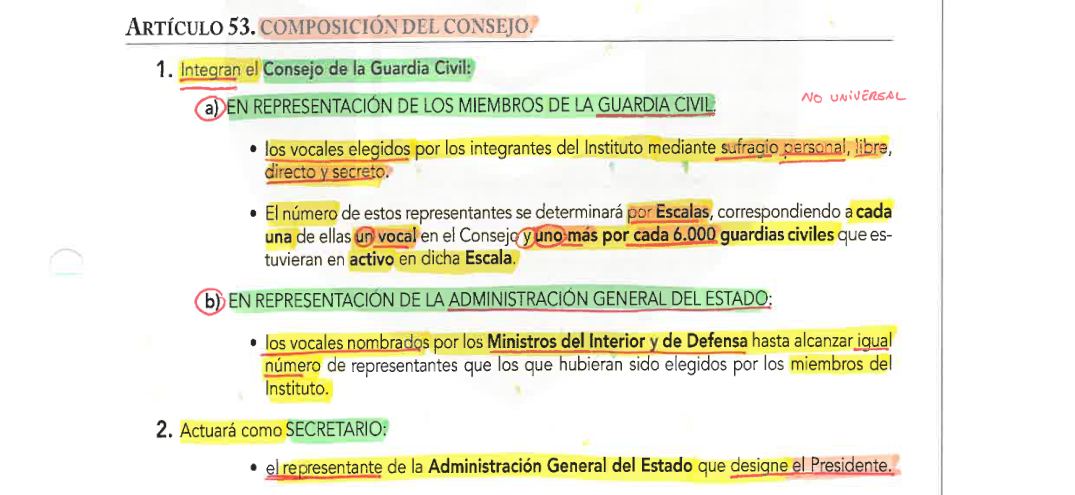 ARTÍCULO 53. COMPOSICIÓN DEL CONSEJO.
1. Integran el Consejo de la Guardia Civil:
a) EN REPRESENTACIÓN DE LOS MIEMBROS DE LA GUARDIA CIVIL:
NO UNIVERSAL
• los vocales elegidos por los integrantes del Instituto mediante sufragio personal, libre,
directo y secreto.
• El número de estos representantes se determinará por Escalas, correspondiendo a cada
una de ellas un vocal en el Consejo y uno más por cada 6.000 guardias civiles que es-
tuvieran en activo en dicha Escala.
b) EN REPRESENTACIÓN DE LA ADMINISTRACIÓN GENERAL DEL ESTADO:
• los vocales nombrados por los Ministros del Interior y de Defensa hasta alcanzar igual
número de representantes que los que hubieran sido elegidos por los miembros del
Instituto.
2. Actuará como SECRETARIO:
• el representante de la Administración General del Estado que designe el Presidente.